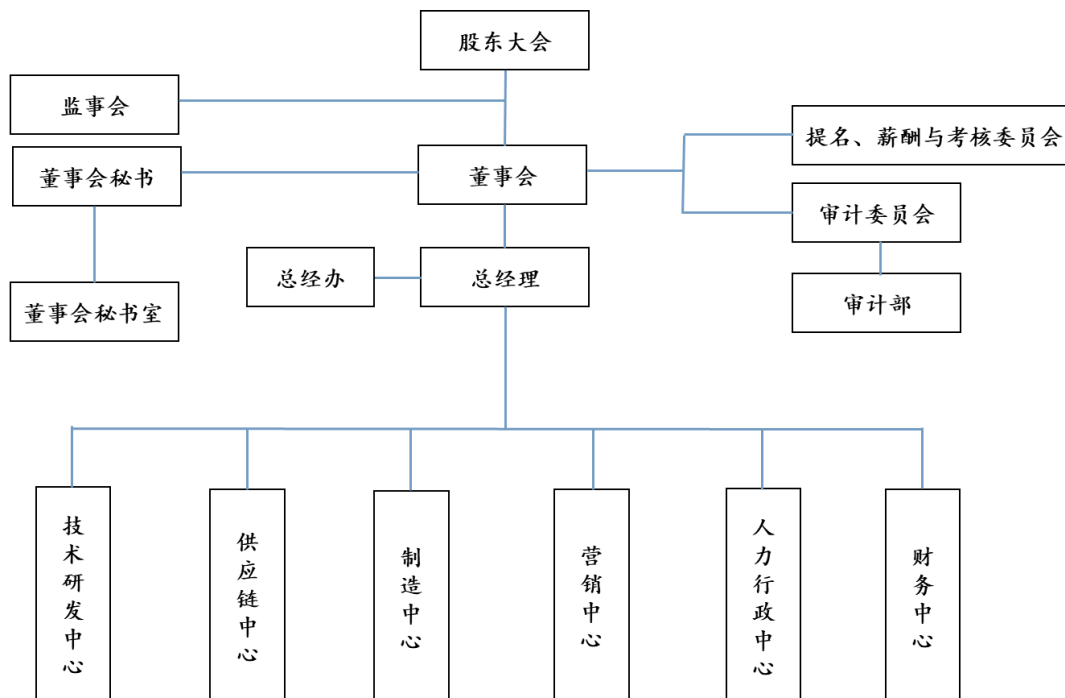 股东大会
监事会
提名、薪酬与考核委员会
董事会秘书
董事会
审计委员会
总经办
总经理
董事会秘书室
审计部
技术研发中心
供应链中心
制造中心
营销中心
人力行政中心
财务中心